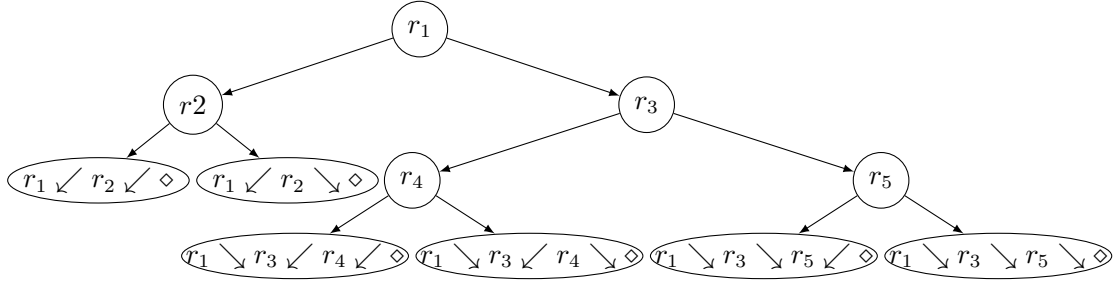 r₁
r2 r₃
r₁ ↙ r₂ ↙ ⋄ r₁ ↙ r₂ ↘ ⋄ r₄ r₅
r₁ ↘ r₃ ↙ r₄ ↙ ⋄ r₁ ↘ r₃ ↙ r₄ ↘ ⋄ r₁ ↘ r₃ ↘ r₅ ↙ ⋄ r₁ ↘ r₃ ↘ r₅ ↘ ⋄